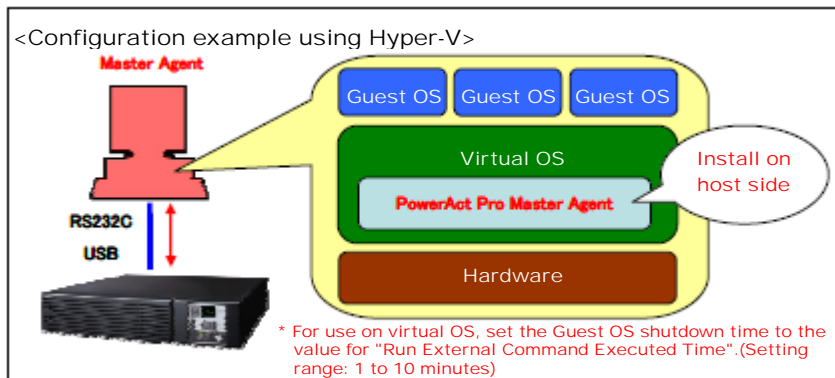 <Configuration example using Hyper-V>
Master Agent
Guest OS
Guest OS
Guest OS
Virtual OS
Install on
host side
PowerAct Pro Master Agent
RS232C
USB
Hardware
* For use on virtual OS, set the Guest OS shutdown time to the
value for "Run External Command Executed Time".(Setting
range: 1 to 10 minutes)